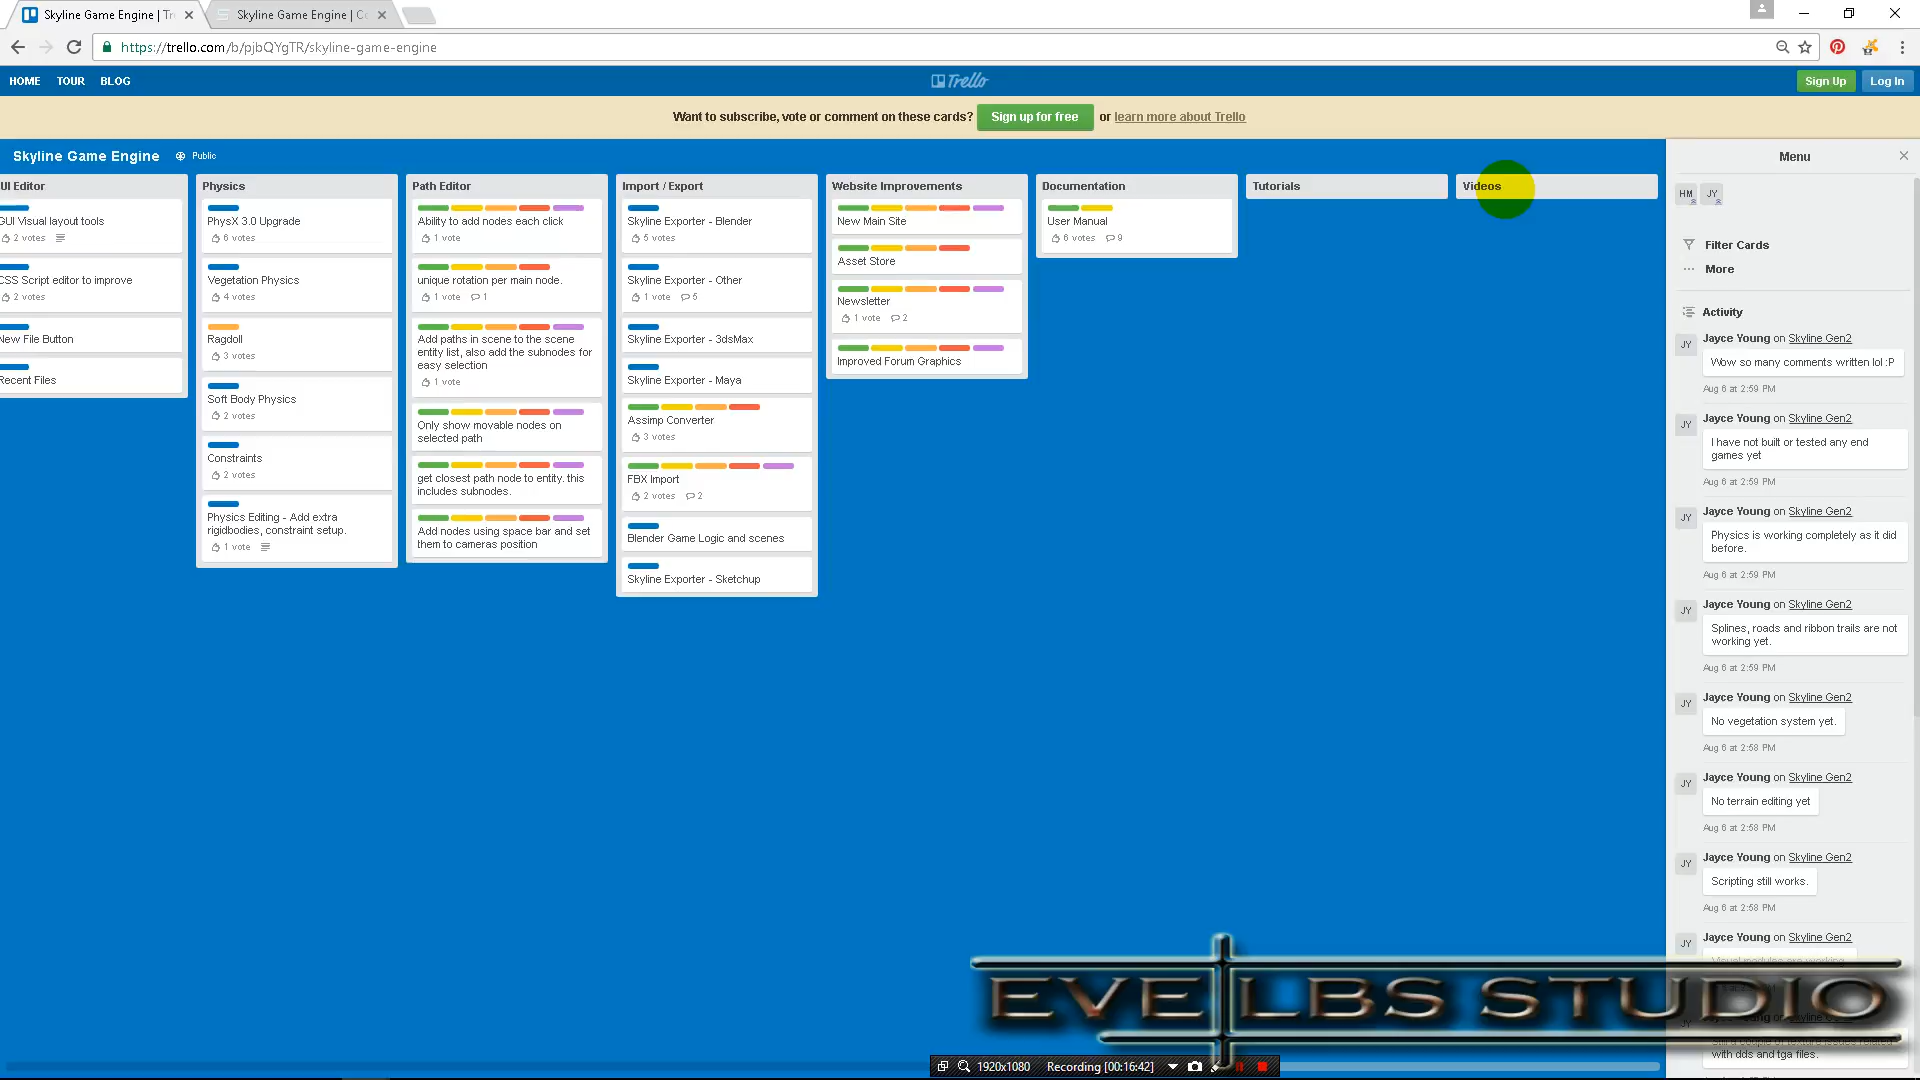 Skyline Game Engine | Tr
Skyline Game Engine | Co
https://trello.com/b/pjbQYgTR/skyline-game-engine
HOME
TOUR
BLOG
Trello
Sign Up
Log In
Want to subscribe, vote or comment on these cards?
Sign up for free
or learn more about Trello
Skyline Game Engine
Public
UI Editor
GUI Visual layout tools
2 votes
CSS Script editor to improve
2 votes
New File Button
Recent Files
Physics
PhysX 3.0 Upgrade
6 votes
Vegetation Physics
4 votes
Ragdoll
3 votes
Soft Body Physics
2 votes
Constraints
2 votes
Physics Editing - Add extra
rigidbodies, constraint setup.
1 vote
Path Editor
Ability to add nodes each click
1 vote
unique rotation per main node.
1 vote 1
Add paths in scene to the scene
entity list, also add the subnodes for
easy selection
1 vote
Only show movable nodes on
selected path
get closest path node to entity. this
includes subnodes.
Add nodes using space bar and set
them to cameras position
Import / Export
Skyline Exporter - Blender
5 votes
Skyline Exporter - Other
1 vote 5
Skyline Exporter - 3dsMax
Skyline Exporter - Maya
Assimp Converter
3 votes
FBX Import
2 votes 2
Blender Game Logic and scenes
Skyline Exporter - Sketchup
Website Improvements
New Main Site
Asset Store
Newsletter
1 vote 2
Improved Forum Graphics
Documentation
User Manual
6 votes 9
Tutorials
Videos
Menu
HM
JY
Filter Cards
More
Activity
JY
Jayce Young on Skyline Gen2
Wow so many comments written lol :P
Aug 6 at 2:59 PM
JY
Jayce Young on Skyline Gen2
I have not built or tested any end
games yet
Aug 6 at 2:59 PM
JY
Jayce Young on Skyline Gen2
Physics is working completely as it did
before.
Aug 6 at 2:59 PM
JY
Jayce Young on Skyline Gen2
Splines, roads and ribbon trails are not
working yet.
Aug 6 at 2:59 PM
JY
Jayce Young on Skyline Gen2
No vegetation system yet.
Aug 6 at 2:58 PM
JY
Jayce Young on Skyline Gen2
No terrain editing yet
Aug 6 at 2:58 PM
JY
Jayce Young on Skyline Gen2
Scripting still works.
Aug 6 at 2:58 PM
JY
Jayce Young on Skyline Gen2
Visual modules are working
with dds and tga files.
EVE LBS STUDIO
1920x1080
Recording [00:16:42]